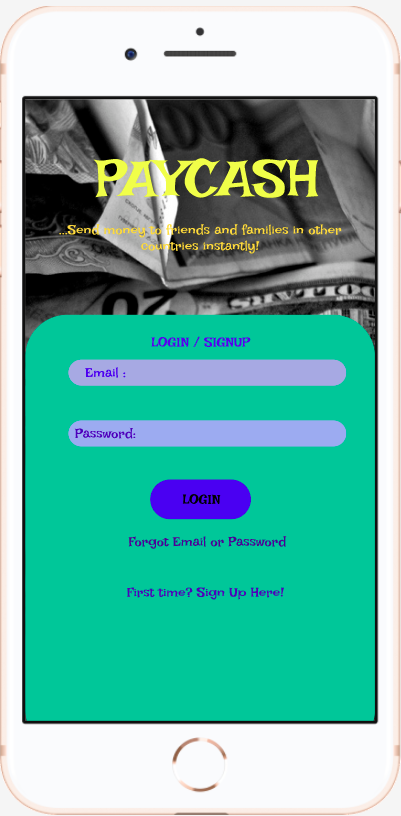 PAYCASH
...Send money to friends and families in other
countries instantly!
LOGIN / SIGNUP
Email :
Password:
LOGIN
Forgot Email or Password
First time? Sign Up Here!